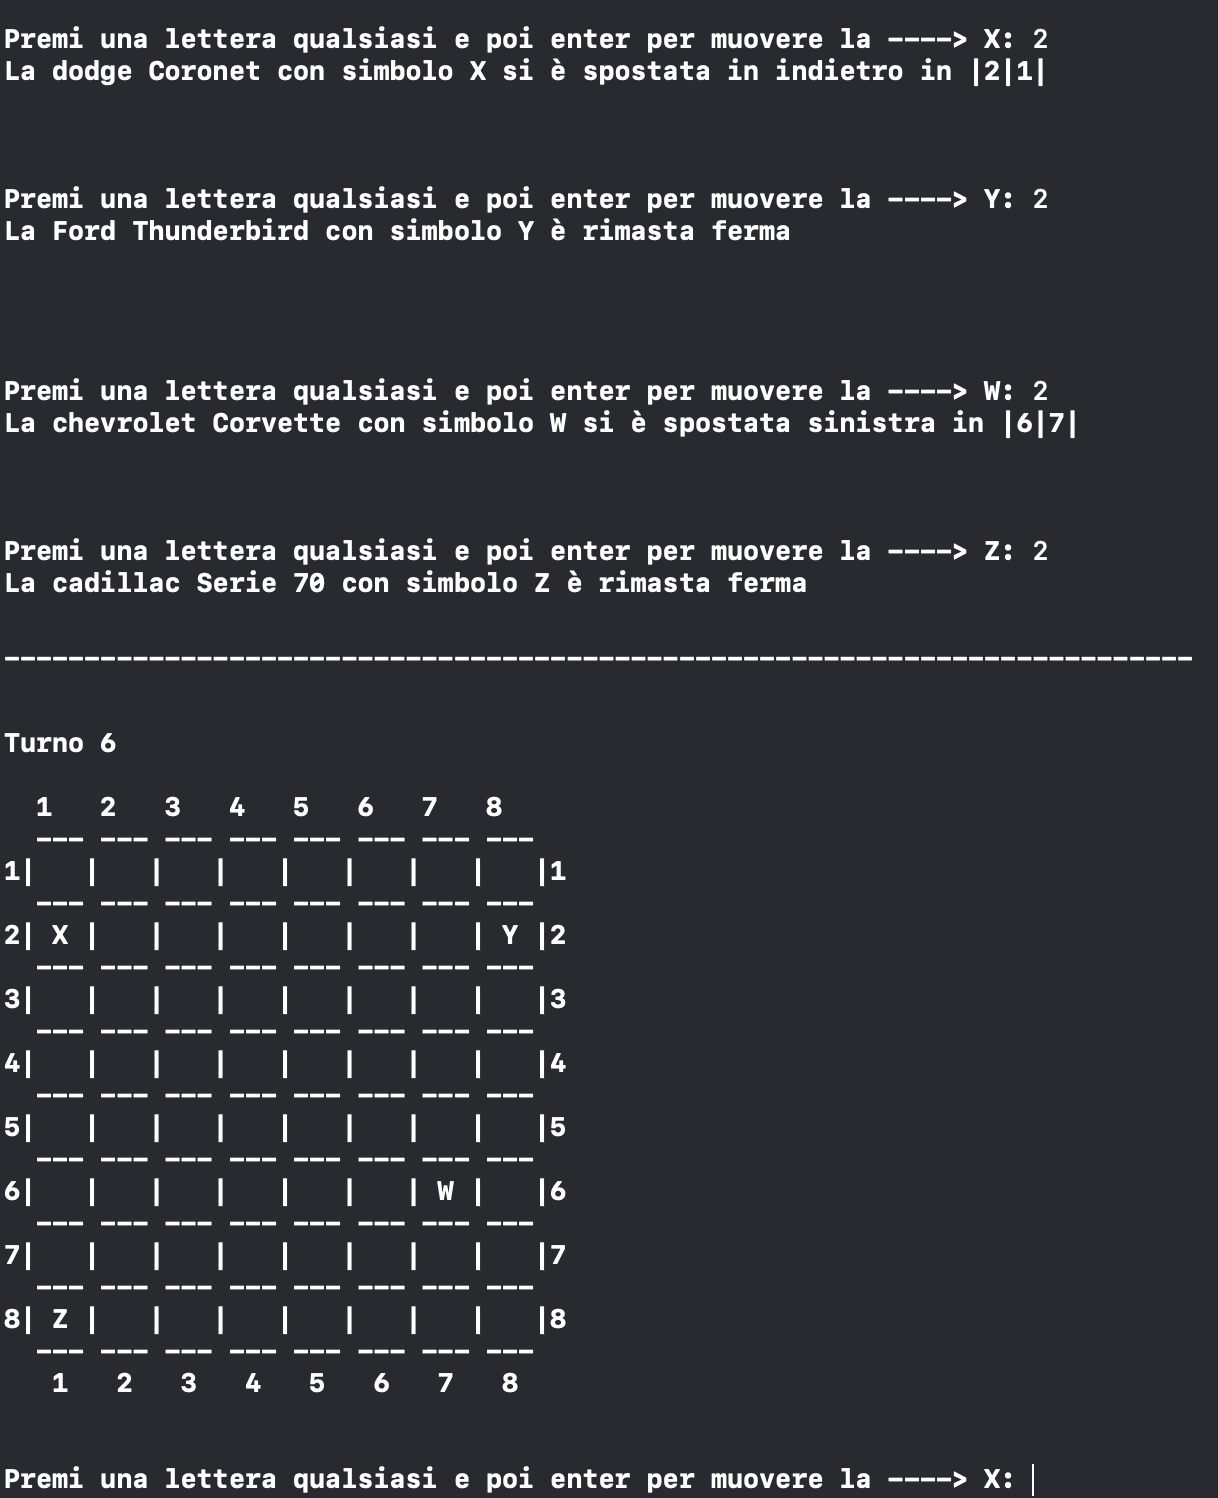 Premi una lettera qualsiasi e poi enter per muovere la ----> X: 2
La dodge Coronet con simbolo X si è spostata in indietro in |2|1|
Premi una lettera qualsiasi e poi enter per muovere la ----> Y: 2
La Ford Thunderbird con simbolo Y è rimasta ferma
Premi una lettera qualsiasi e poi enter per muovere la ----> W: 2
La chevrolet Corvette con simbolo W si è spostata sinistra in |6|7|
Premi una lettera qualsiasi e poi enter per muovere la ----> Z: 2
La cadillac Serie 70 con simbolo Z è rimasta ferma
--------------------------------------------------------------------------
Turno 6
  1   2   3   4   5   6   7   8
  --- --- --- --- --- --- --- ---
1|   |   |   |   |   |   |   |   |1
  --- --- --- --- --- --- --- ---
2| X |   |   |   |   |   |   | Y |2
  --- --- --- --- --- --- --- ---
3|   |   |   |   |   |   |   |   |3
  --- --- --- --- --- --- --- ---
4|   |   |   |   |   |   |   |   |4
  --- --- --- --- --- --- --- ---
5|   |   |   |   |   |   |   |   |5
  --- --- --- --- --- --- --- ---
6|   |   |   |   |   |   | W |   |6
  --- --- --- --- --- --- --- ---
7|   |   |   |   |   |   |   |   |7
  --- --- --- --- --- --- --- ---
8| Z |   |   |   |   |   |   |   |8
  --- --- --- --- --- --- --- ---
   1   2   3   4   5   6   7   8
Premi una lettera qualsiasi e poi enter per muovere la ----> X: